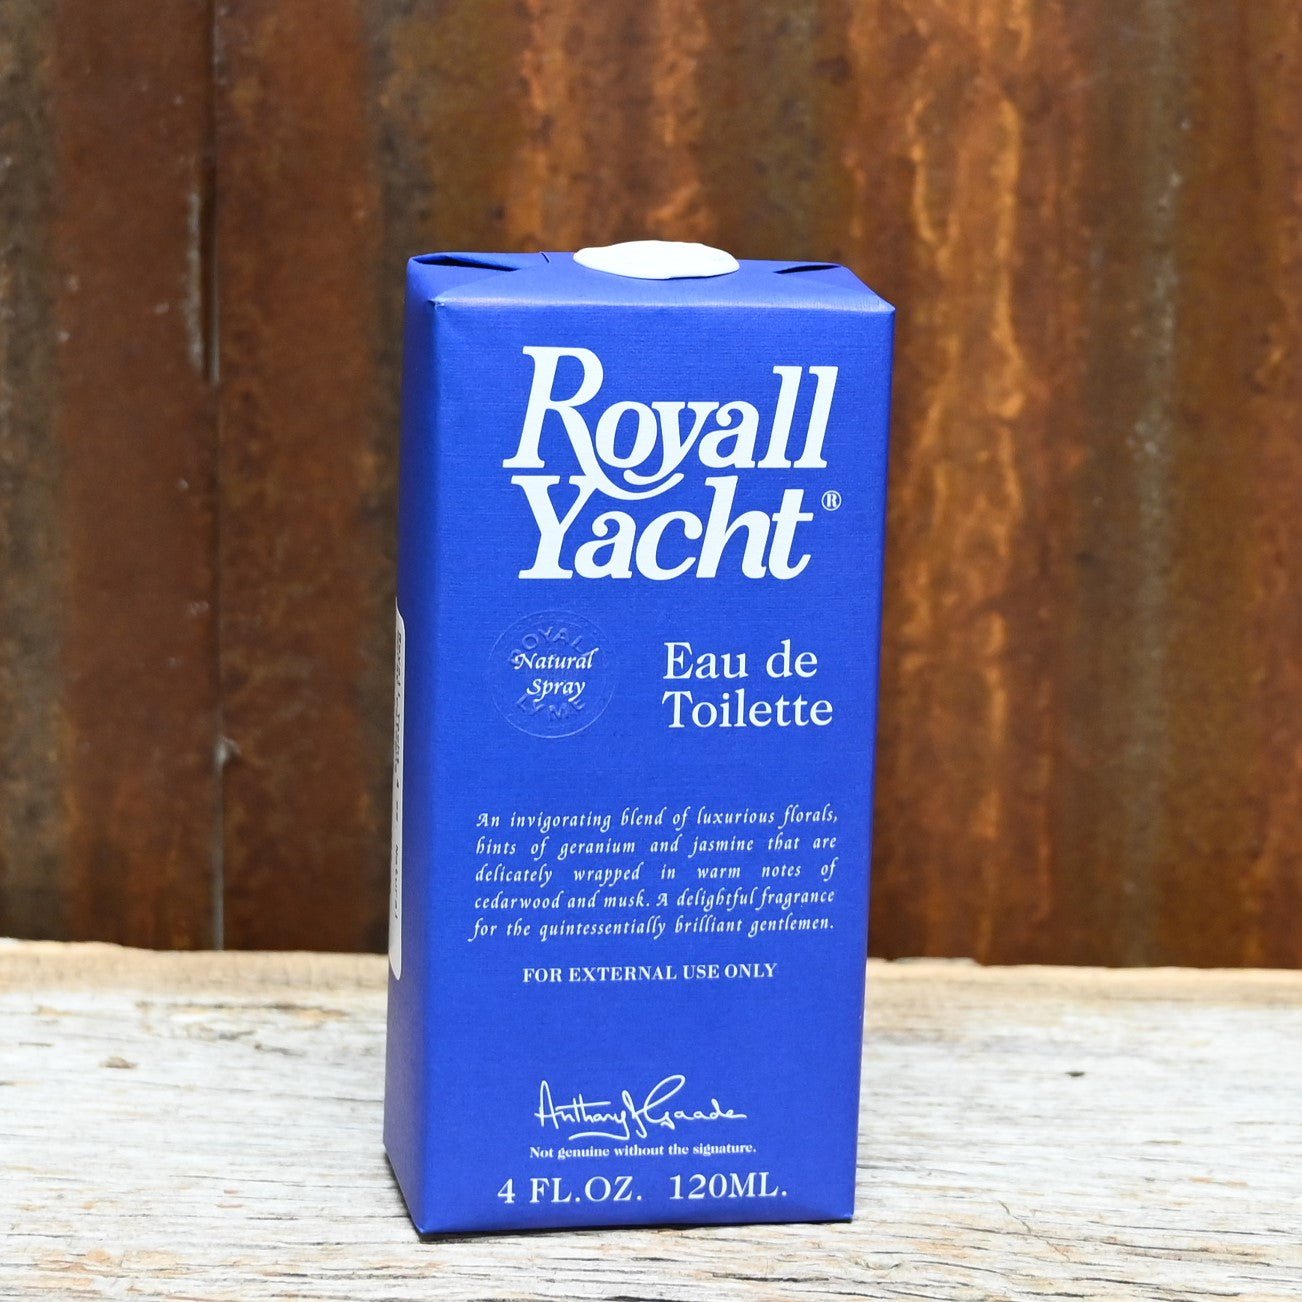 Royall
Yacht®
ROYALL
Natural
Spray
LYME
Eau de
Toilette
An invigorating blend of luxurious florals,
hints of geranium and jasmine that are
delicately wrapped in warm notes of
cedarwood and musk. A delightful fragrance
for the quintessentially brilliant gentlemen.
FOR EXTERNAL USE ONLY
Anthony J Gaade
Not genuine without the signature.
4 FL.OZ. 120ML.